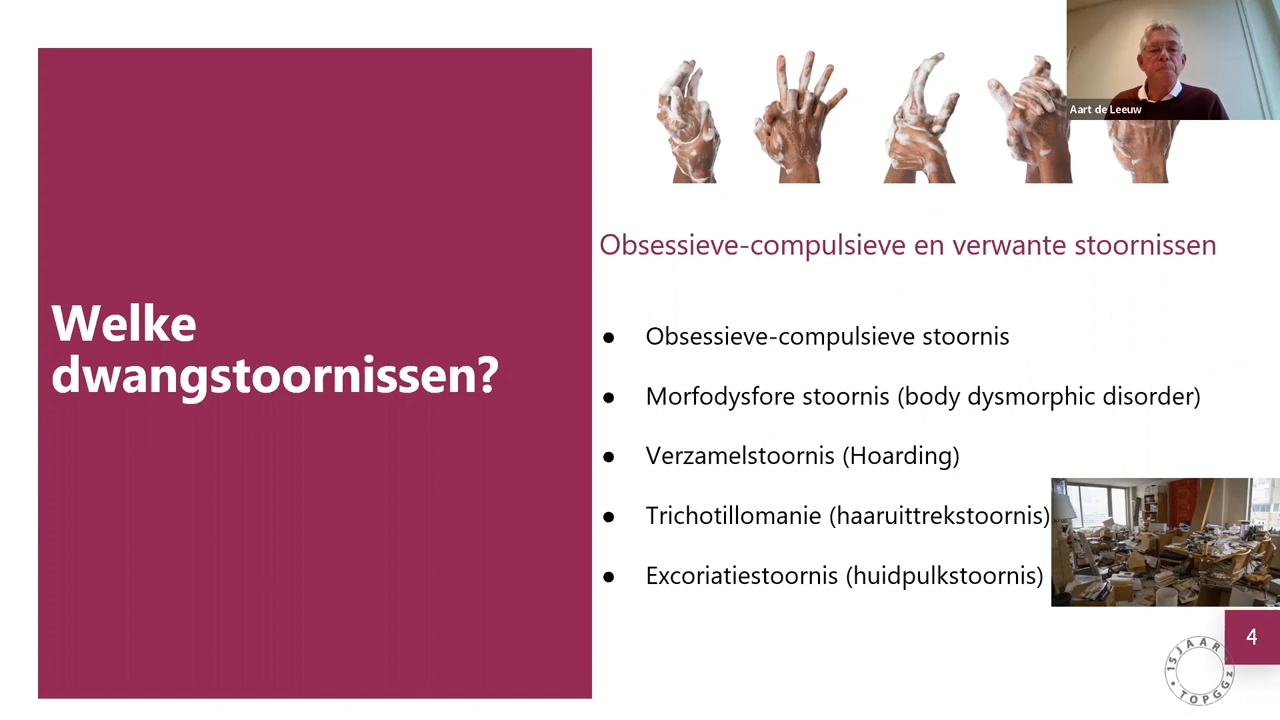 Aart de Leeuw
Obsessieve-compulsieve en verwante stoornissen
Welke
dwangstoornissen?
● Obsessieve-compulsieve stoornis
● Morfodysfore stoornis (body dysmorphic disorder)
● Verzamelstoornis (Hoarding)
● Trichotillomanie (haaruittrekstoornis)
● Excoriatiestoornis (huidpulkstoornis)
4
15 JAAR
• TOPGGz